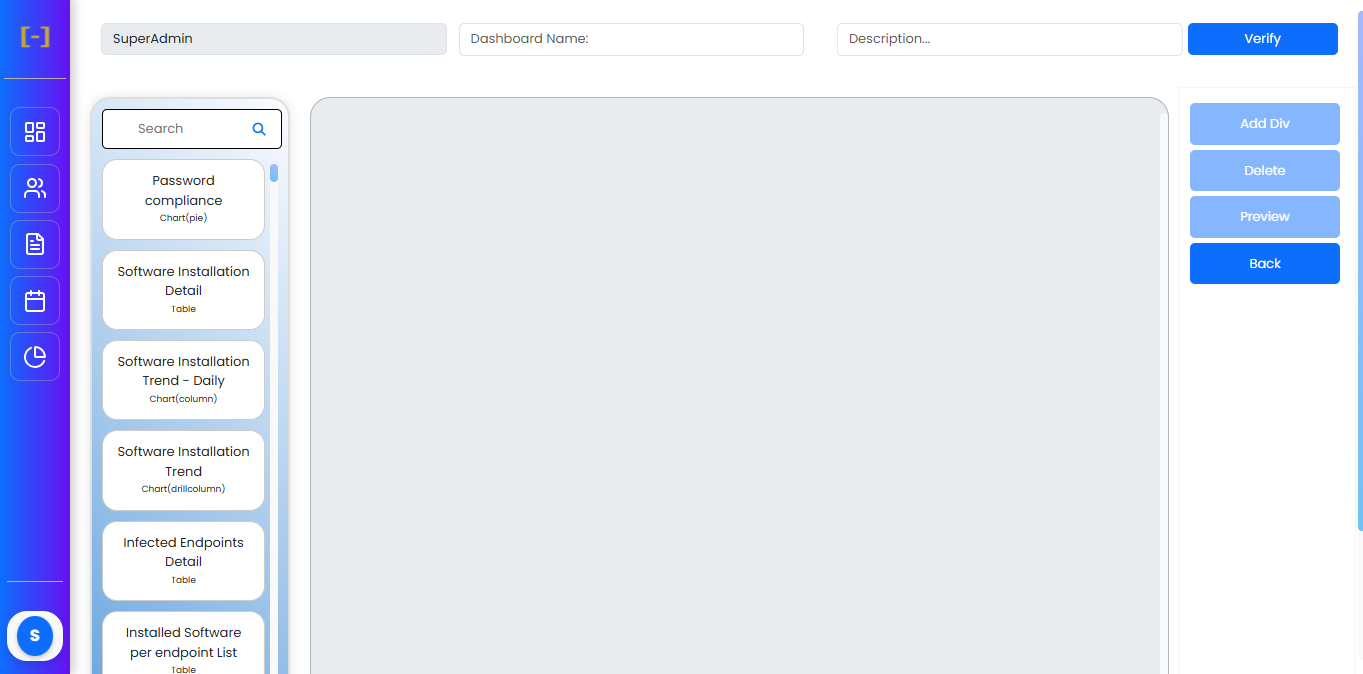 [-]
SuperAdmin
Dashboard Name:
Description...
Verify
Search
Password
compliance
Chart(pie)
Software Installation
Detail
Table
Software Installation
Trend - Daily
Chart(column)
Software Installation
Trend
Chart(drillcolumn)
Infected Endpoints
Detail
Table
Installed Software
per endpoint List
Table
Add Div
Delete
Preview
Back
S